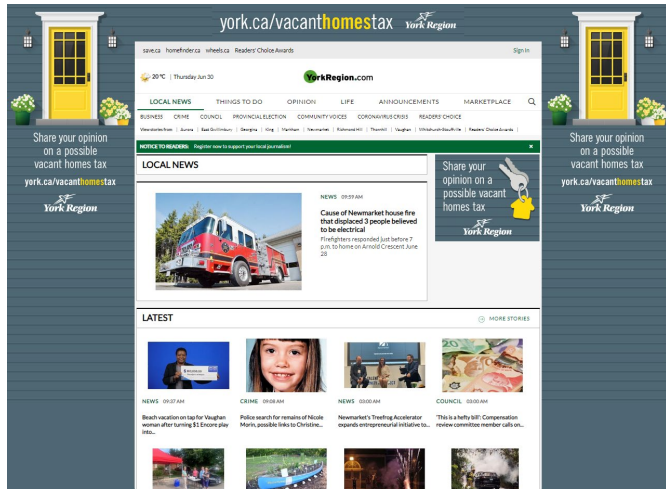 york.ca/vacanthomestax York Region
save.ca homefinder.ca wheels.ca Readers' Choice Awards Sign In
20 °C | Thursday Jun 30
YorkRegion.com
LOCAL NEWS THINGS TO DO OPINION LIFE ANNOUNCEMENTS MARKETPLACE
BUSINESS CRIME COUNCIL PROVINCIAL ELECTION COMMUNITY VOICES CORONAVIRUS CRISIS READERS' CHOICE
View stories from | Aurora | East Gwillimbury | Georgina | King | Markham | Newmarket | Richmond Hill | Thornhill | Vaughan | Whitchurch-Stouffville | Readers' Choice Awards |
NOTICE TO READERS: Register now to support your local journalism! ×
Share your opinion
on a possible
vacant homes tax
york.ca/vacanthomestax
York Region
LOCAL NEWS
NEWS 09:59 AM
Cause of Newmarket house fire
that displaced 3 people believed
to be electrical
Firefighters responded just before 7
p.m. to home on Arnold Crescent June
28
Share your
opinion on a
possible vacant
homes tax
York Region
Share your opinion
on a possible
vacant homes tax
york.ca/vacanthomestax
York Region
LATEST
MORE STORIES
NEWS 09:37 AM
Beach vacation on tap for Vaughan
woman after turning $1 Encore play
into...
CRIME 09:08 AM
Police search for remains of Nicole
Morin, possible links to Christine...
NEWS 03:00 AM
Newmarket's Treefrog Accelerator
expands entrepreneurial initiative to...
COUNCIL 03:00 AM
'This is a hefty bill': Compensation
review committee member calls on...